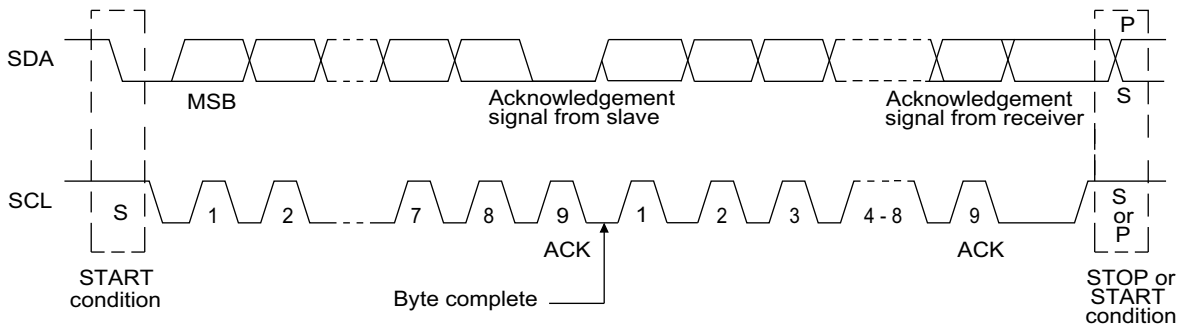 P
SDA
MSB
Acknowledgement
signal from slave
Acknowledgement
signal from receiver
S
SCL
S
1
2
7
8
9
1
2
3
4 - 8
9
S
or
P
ACK
ACK
START
condition
Byte complete
STOP or
START
condition